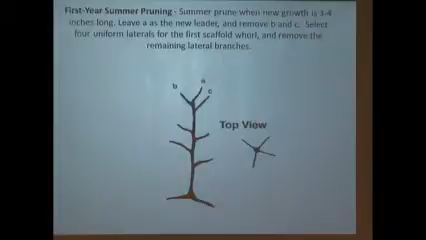 First-Year Summer Pruning - Summer prune when new growth is 3-4
inches long. Leave a as the new leader, and remove b and c. Select
four uniform laterals for the first scaffold whorl, and remove the
remaining lateral branches.
a
b
c
Top View